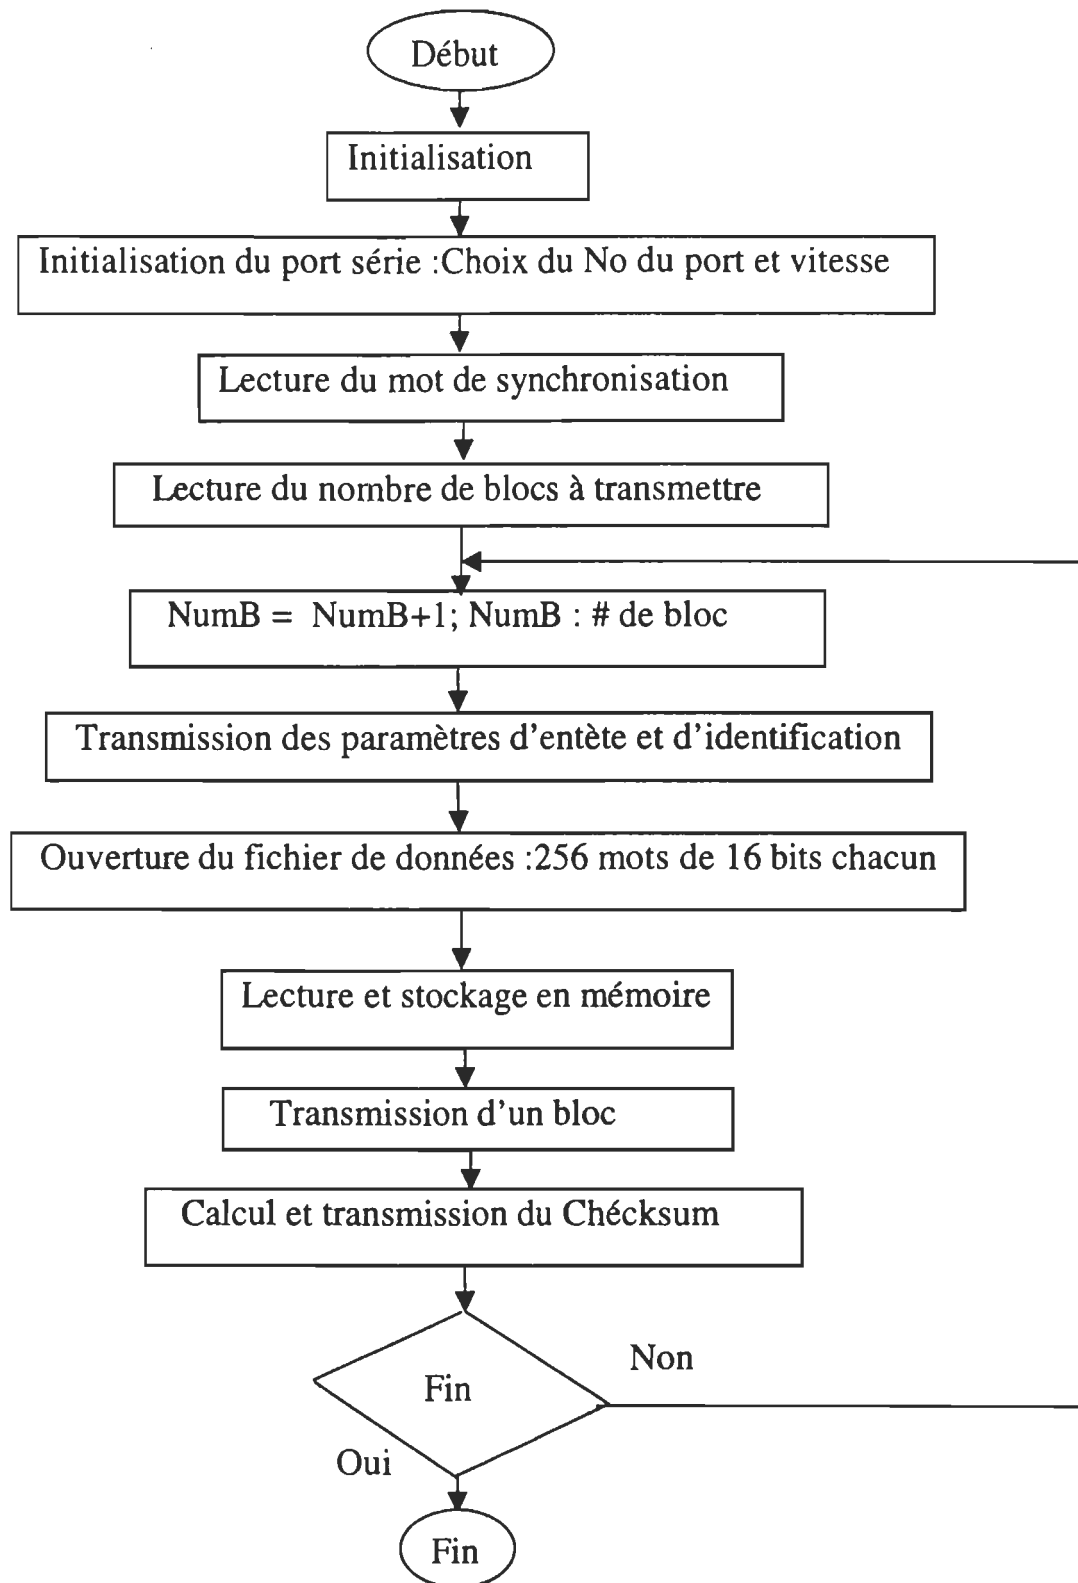 Début
Initialisation
Initialisation du port série :Choix du No du port et vitesse
Lecture du mot de synchronisation
Lecture du nombre de blocs à transmettre
NumB = NumB+1; NumB : # de bloc
Transmission des paramètres d'entète et d'identification
Ouverture du fichier de données :256 mots de 16 bits chacun
Lecture et stockage en mémoire
Transmission d'un bloc
Calcul et transmission du Chécksum
Non
Fin
Oui
Fin